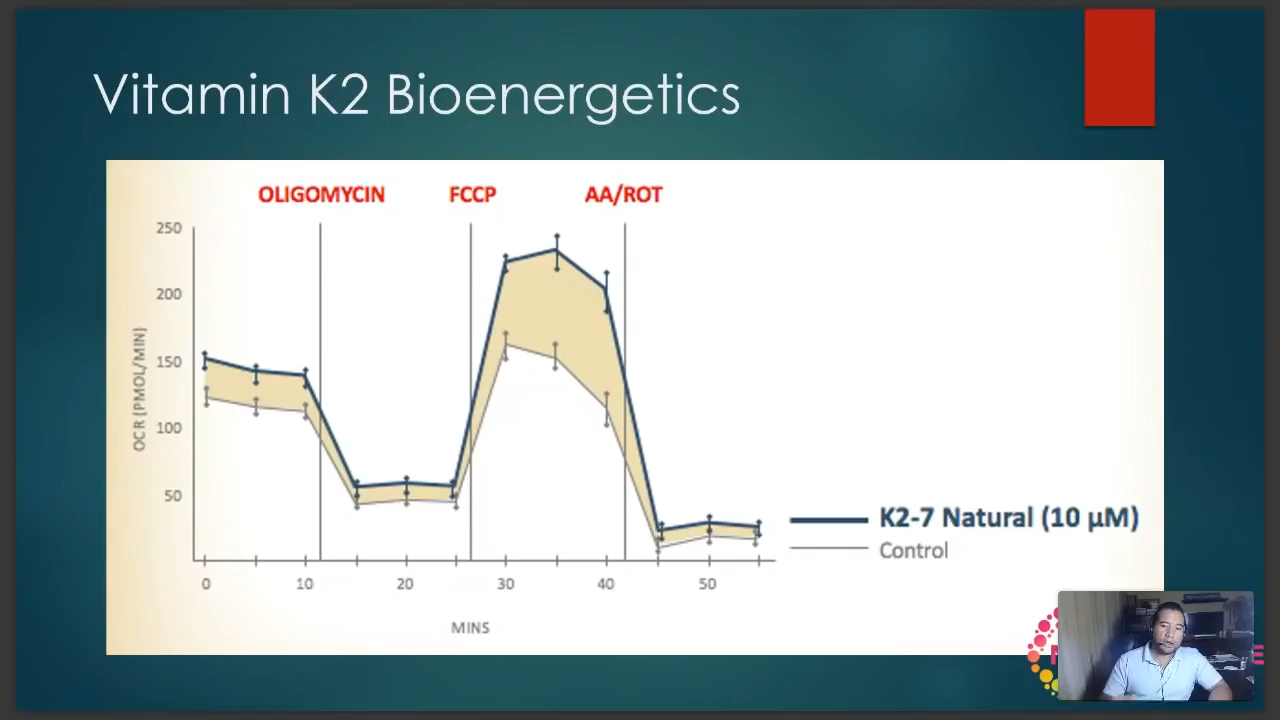 Vitamin K2 Bioenergetics
OLIGOMYCIN FCCP AA/ROT
250
200
150
100
50
OCR (PMOL/MIN)
0 10 20 30 40 50
MINS
K2-7 Natural (10 µM)
Control